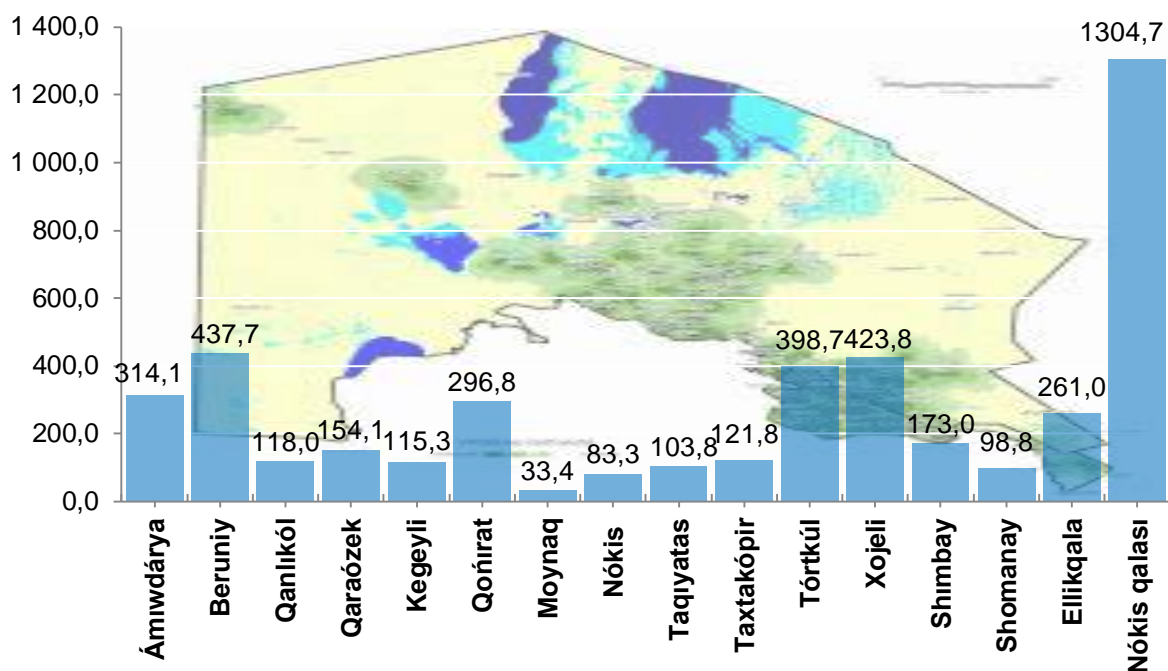 1 400,0
1 200,0
1 000,0
800,0
600,0
400,0
200,0
0,0
314,1
437,7
118,0
154,1
115,3
296,8
33,4
83,3
103,8
121,8
398,7
423,8
173,0
98,8
261,0
1304,7
Ámıwdárya
Beruniy
Qanlıkól
Qaraózek
Kegeyli
Qońırat
Moynaq
Nókis
Taqıyatas
Taxtakópir
Tórtkúl
Xojeli
Shımbay
Shomanay
Ellikqala
Nókis qalası